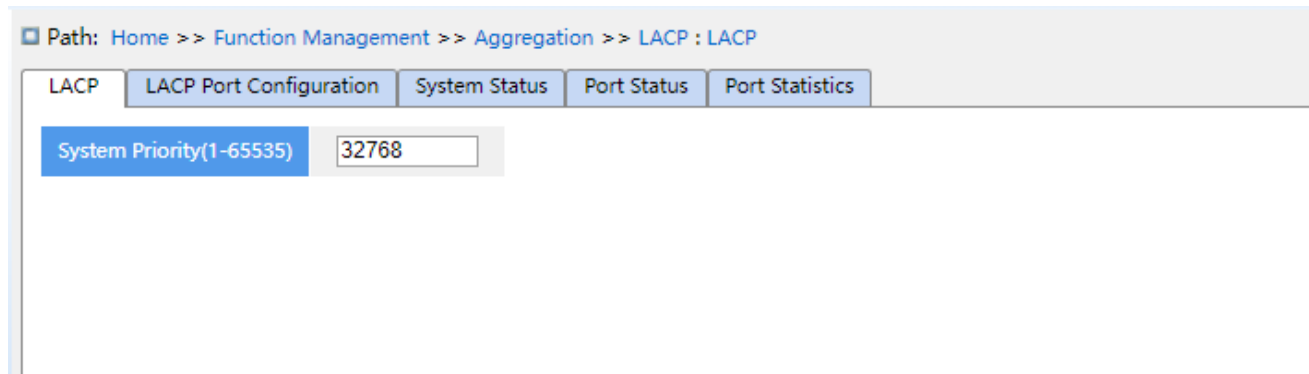 Path: Home >> Function Management >> Aggregation >> LACP : LACP
LACP LACP Port Configuration System Status Port Status Port Statistics
System Priority(1-65535) 32768